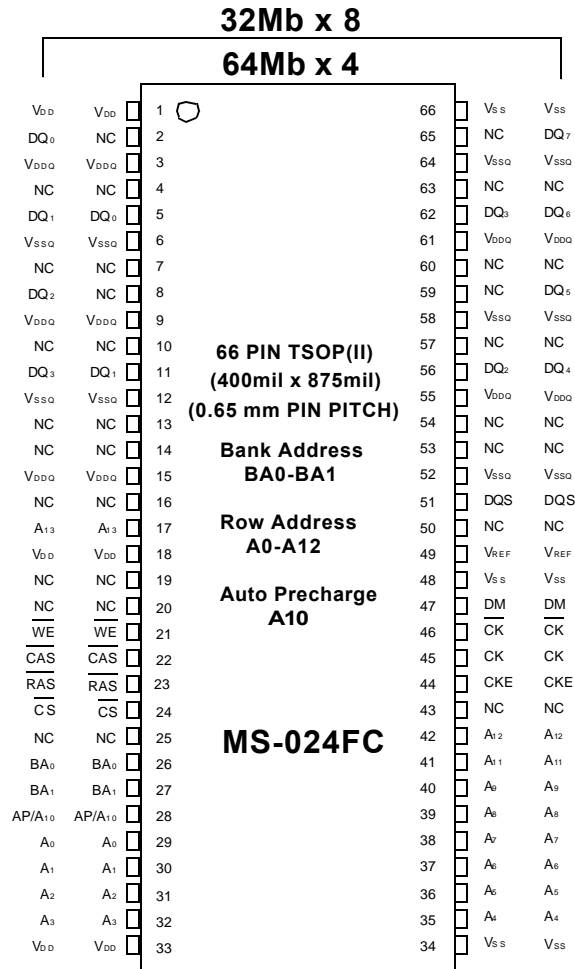 32Mb x 8
64Mb x 4
VDD VDD 1 66 VSS VSS
DQ0 NC 2 65 NC DQ7
VDDQ VDDQ 3 64 VSSQ VSSQ
NC NC 4 63 NC NC
DQ1 DQ0 5 62 DQ3 DQ6
VSSQ VSSQ 6 61 VDDQ VDDQ
NC NC 7 60 NC NC
DQ2 NC 8 59 NC DQ5
VDDQ VDDQ 9 58 VSSQ VSSQ
NC NC 10 57 NC NC
DQ3 DQ1 11 56 DQ2 DQ4
VSSQ VSSQ 12 55 VDDQ VDDQ
NC NC 13 54 NC NC
NC NC 14 53 NC NC
VDDQ VDDQ 15 52 VSSQ VSSQ
NC NC 16 51 DQS DQS
A13 A13 17 50 NC NC
VDD VDD 18 49 VREF VREF
NC NC 19 48 VSS VSS
NC NC 20 47 DM DM
W̅E̅ W̅E̅ 21 46 C̅K̅ C̅K̅
C̅A̅S̅ C̅A̅S̅ 22 45 CK CK
R̅A̅S̅ R̅A̅S̅ 23 44 CKE CKE
C̅S̅ C̅S̅ 24 43 NC NC
NC NC 25 42 A12 A12
BA0 BA0 26 41 A11 A11
BA1 BA1 27 40 A9 A9
AP/A10 AP/A10 28 39 A8 A8
A0 A0 29 38 A7 A7
A1 A1 30 37 A6 A6
A2 A2 31 36 A5 A5
A3 A3 32 35 A4 A4
VDD VDD 33 34 VSS VSS
66 PIN TSOP(II)
(400mil x 875mil)
(0.65 mm PIN PITCH)
Bank Address
BA0-BA1
Row Address
A0-A12
Auto Precharge
A10
MS-024FC